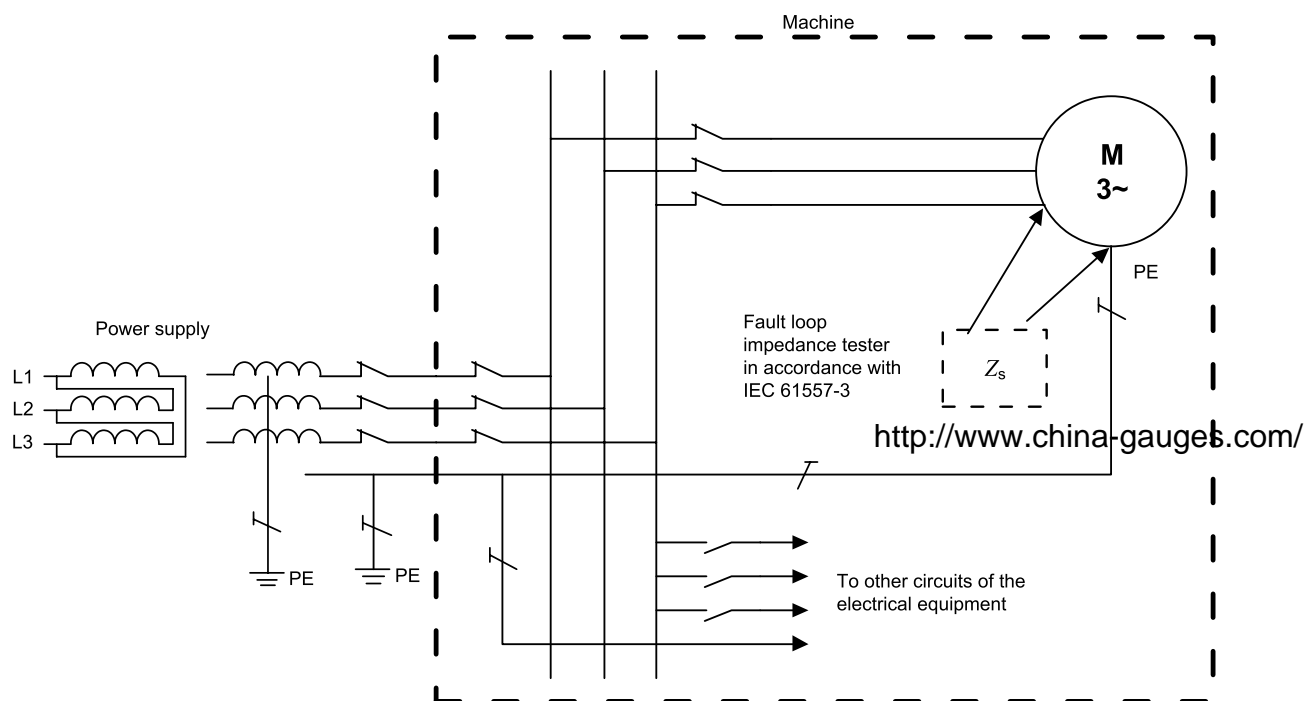 Machine
M
3~
PE
Power supply
Fault loop
impedance tester
in accordance with
IEC 61557-3
Zs
L1
L2
L3
http://www.china-gauges.com/
PE
PE
To other circuits of the
electrical equipment